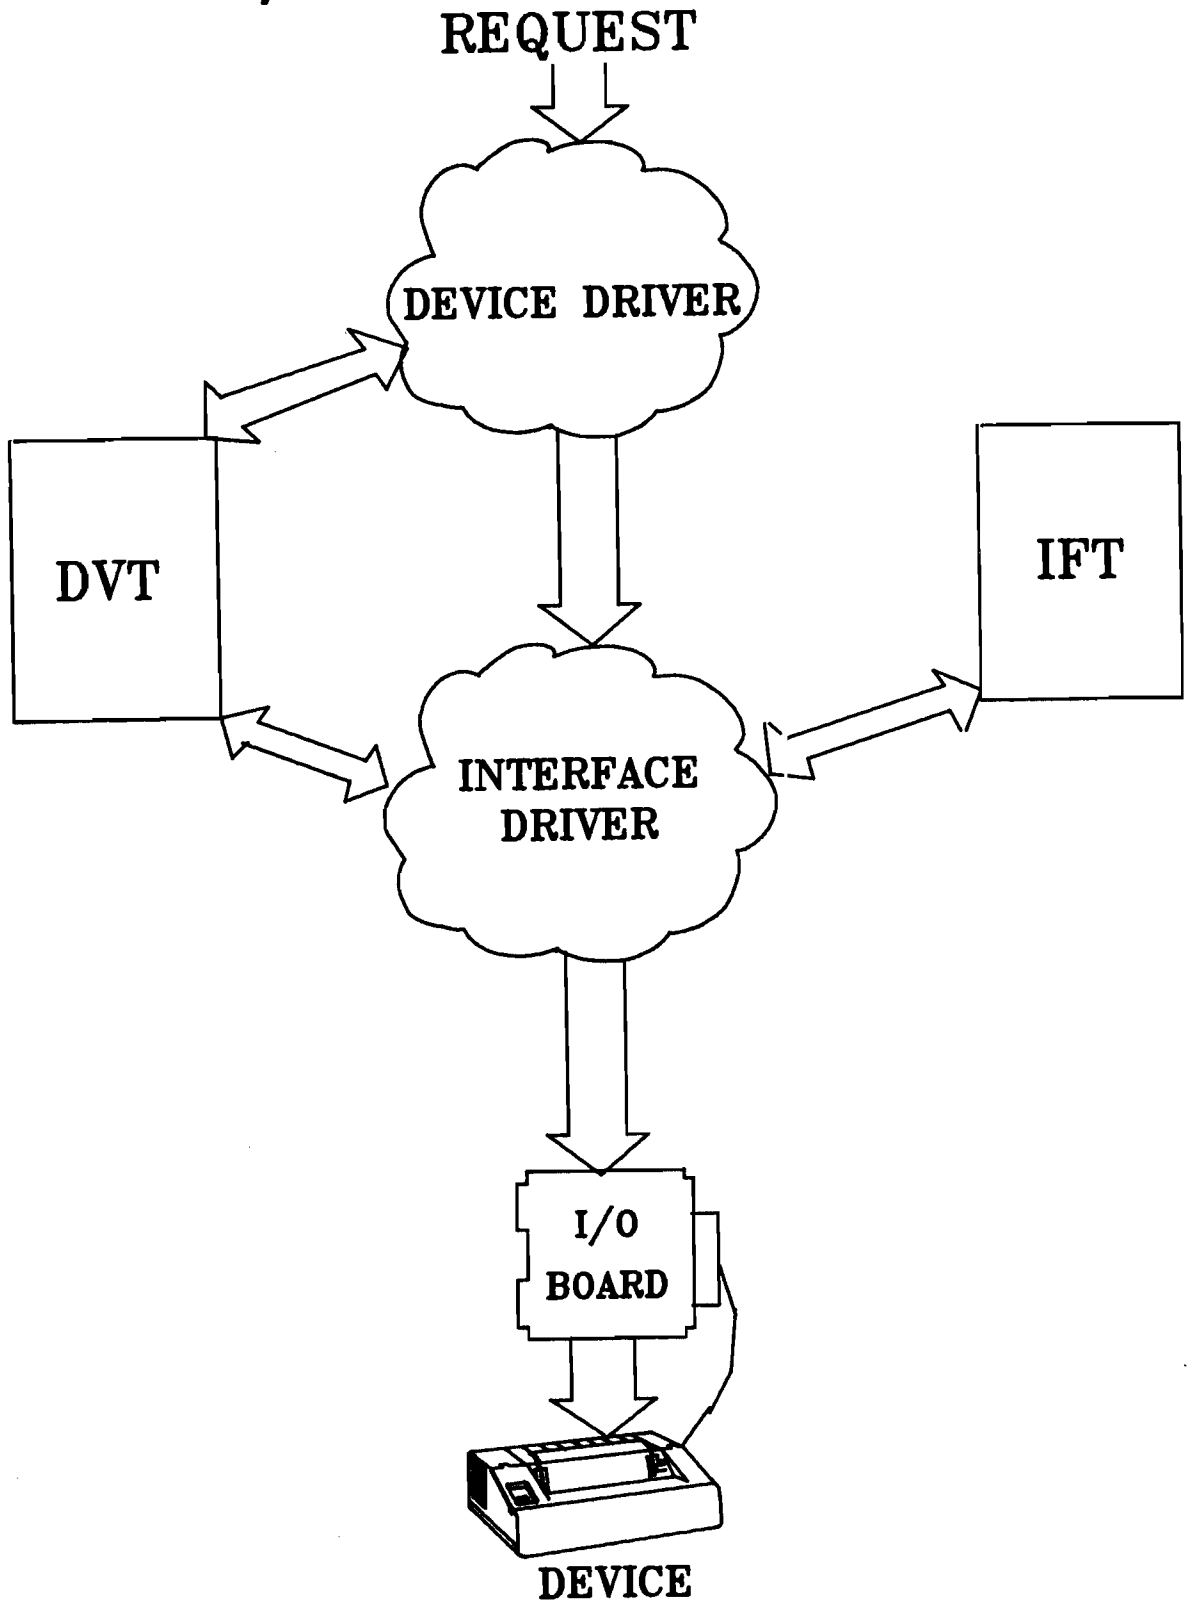 REQUEST
DEVICE DRIVER
DVT
IFT
INTERFACE
DRIVER
I/O
BOARD
DEVICE